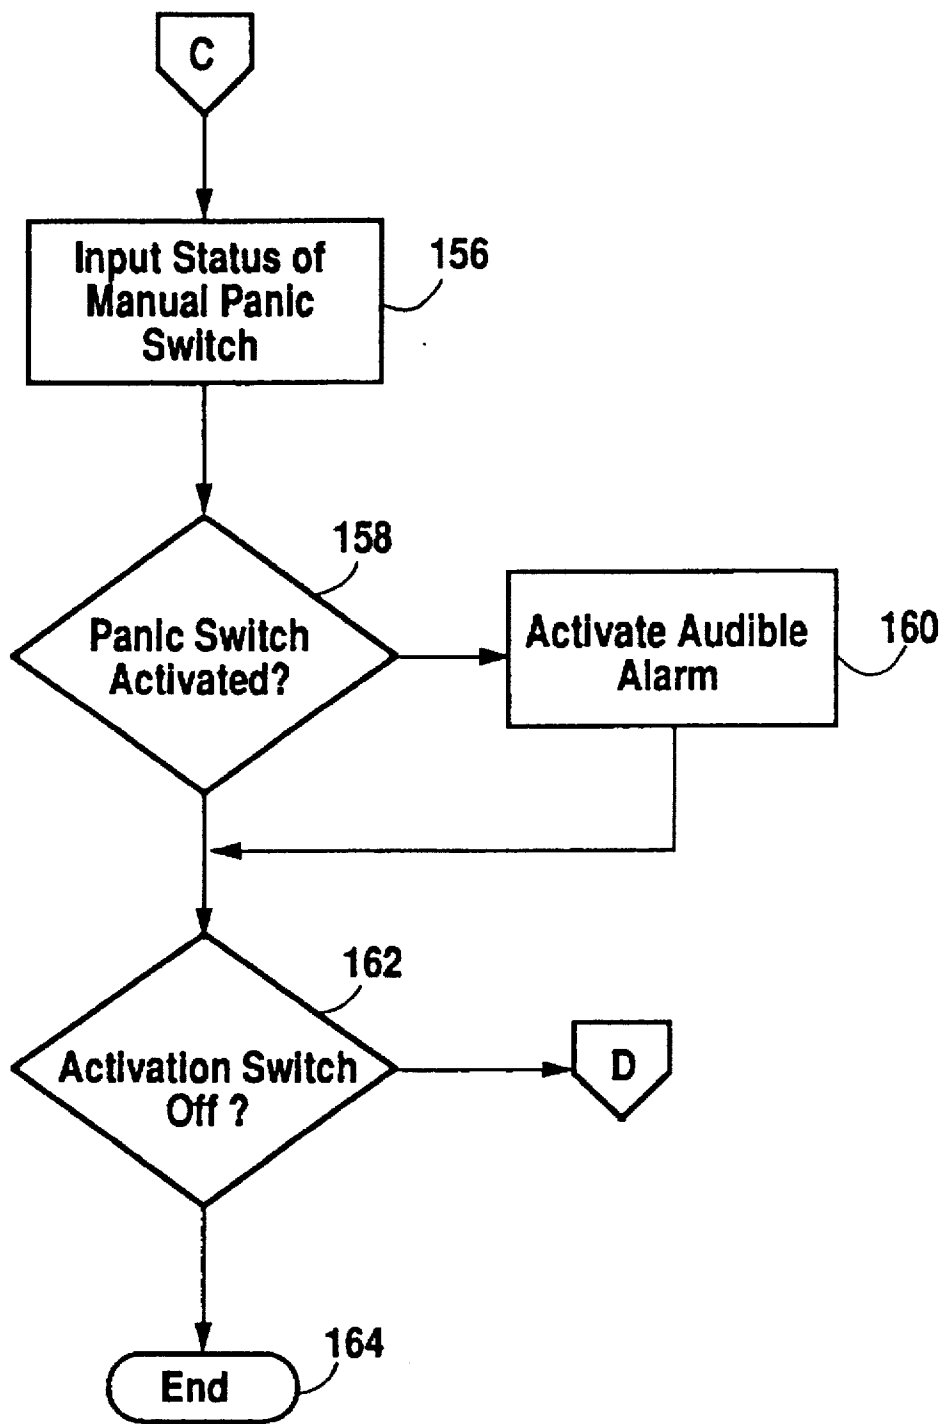 C
Input Status of
Manual Panic
Switch
156
158
Panic Switch
Activated?
Activate Audible
Alarm
160
162
Activation Switch
Off ?
D
164
End